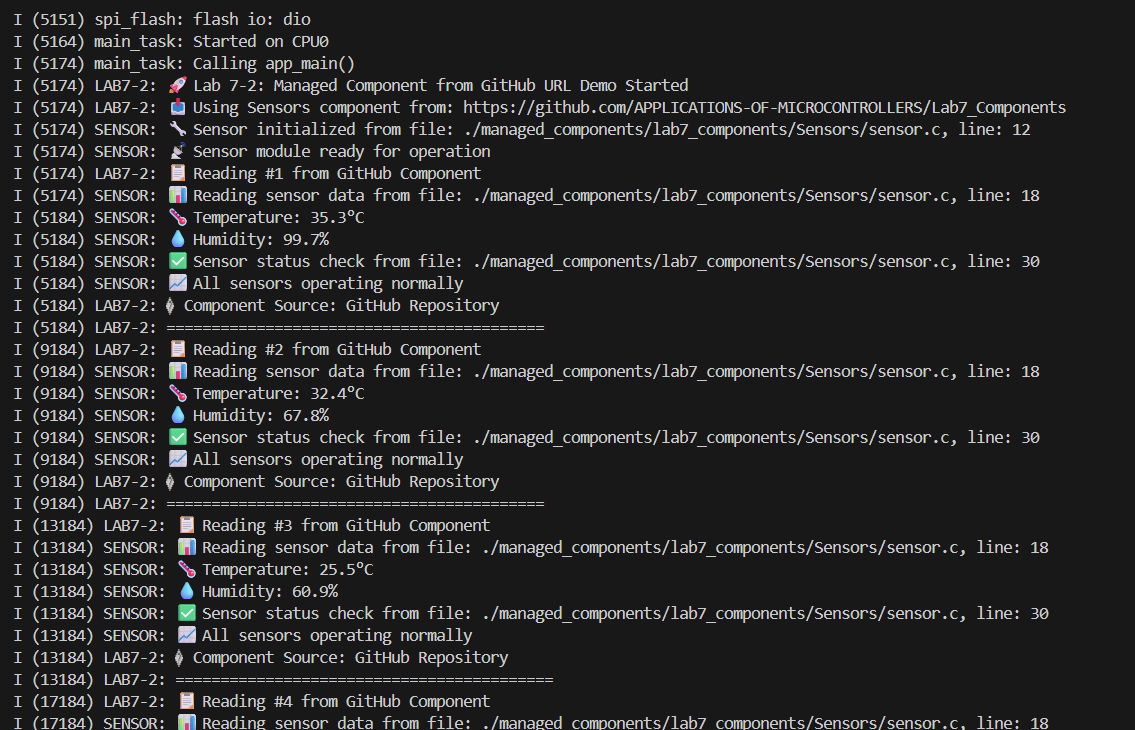 I (5151) spi_flash: flash io: dio
I (5164) main_task: Started on CPU0
I (5174) main_task: Calling app_main()
I (5174) LAB7-2: 🚀 Lab 7-2: Managed Component from GitHub URL Demo Started
I (5174) LAB7-2: 📥 Using Sensors component from: https://github.com/APPLICATIONS-OF-MICROCONTROLLERS/Lab7_Components
I (5174) SENSOR: 🔧 Sensor initialized from file: ./managed_components/lab7_components/Sensors/sensor.c, line: 12
I (5174) SENSOR: 📡 Sensor module ready for operation
I (5174) LAB7-2: 📋 Reading #1 from GitHub Component
I (5174) SENSOR: 📊 Reading sensor data from file: ./managed_components/lab7_components/Sensors/sensor.c, line: 18
I (5184) SENSOR: 🌡️ Temperature: 35.3°C
I (5184) SENSOR: 💧 Humidity: 99.7%
I (5184) SENSOR: ✅ Sensor status check from file: ./managed_components/lab7_components/Sensors/sensor.c, line: 30
I (5184) SENSOR: 📈 All sensors operating normally
I (5184) LAB7-2: Component Source: GitHub Repository
I (5184) LAB7-2: ==========================================
I (9184) LAB7-2: 📋 Reading #2 from GitHub Component
I (9184) SENSOR: 📊 Reading sensor data from file: ./managed_components/lab7_components/Sensors/sensor.c, line: 18
I (9184) SENSOR: 🌡️ Temperature: 32.4°C
I (9184) SENSOR: 💧 Humidity: 67.8%
I (9184) SENSOR: ✅ Sensor status check from file: ./managed_components/lab7_components/Sensors/sensor.c, line: 30
I (9184) SENSOR: 📈 All sensors operating normally
I (9184) LAB7-2: Component Source: GitHub Repository
I (9184) LAB7-2: ==========================================
I (13184) LAB7-2: 📋 Reading #3 from GitHub Component
I (13184) SENSOR: 📊 Reading sensor data from file: ./managed_components/lab7_components/Sensors/sensor.c, line: 18
I (13184) SENSOR: 🌡️ Temperature: 25.5°C
I (13184) SENSOR: 💧 Humidity: 60.9%
I (13184) SENSOR: ✅ Sensor status check from file: ./managed_components/lab7_components/Sensors/sensor.c, line: 30
I (13184) SENSOR: 📈 All sensors operating normally
I (13184) LAB7-2: Component Source: GitHub Repository
I (13184) LAB7-2: ==========================================
I (17184) LAB7-2: 📋 Reading #4 from GitHub Component
I (17184) SENSOR: 📊 Reading sensor data from file: ./managed_components/lab7_components/Sensors/sensor.c, line: 18